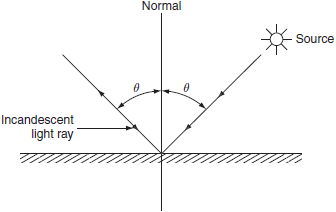 Normal
Source
θ
θ
Incandescent
light ray